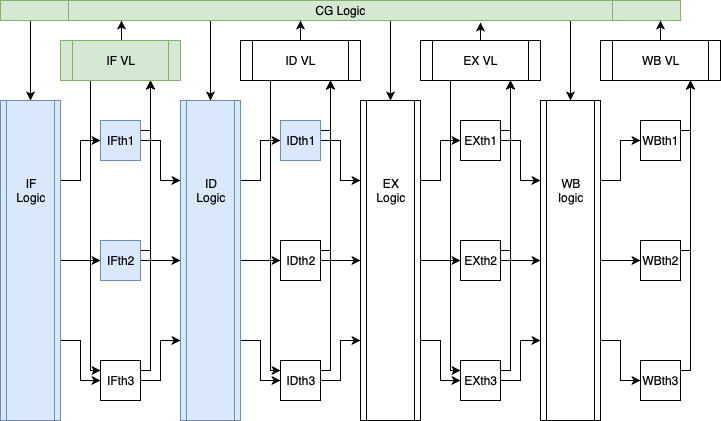 CG Logic
IF VL
ID VL
EX VL
WB VL
IFth1
IDth1
EXth1
WBth1
IF
Logic
ID
Logic
EX
Logic
WB
logic
IFth2
IDth2
EXth2
WBth2
IFth3
IDth3
EXth3
WBth3